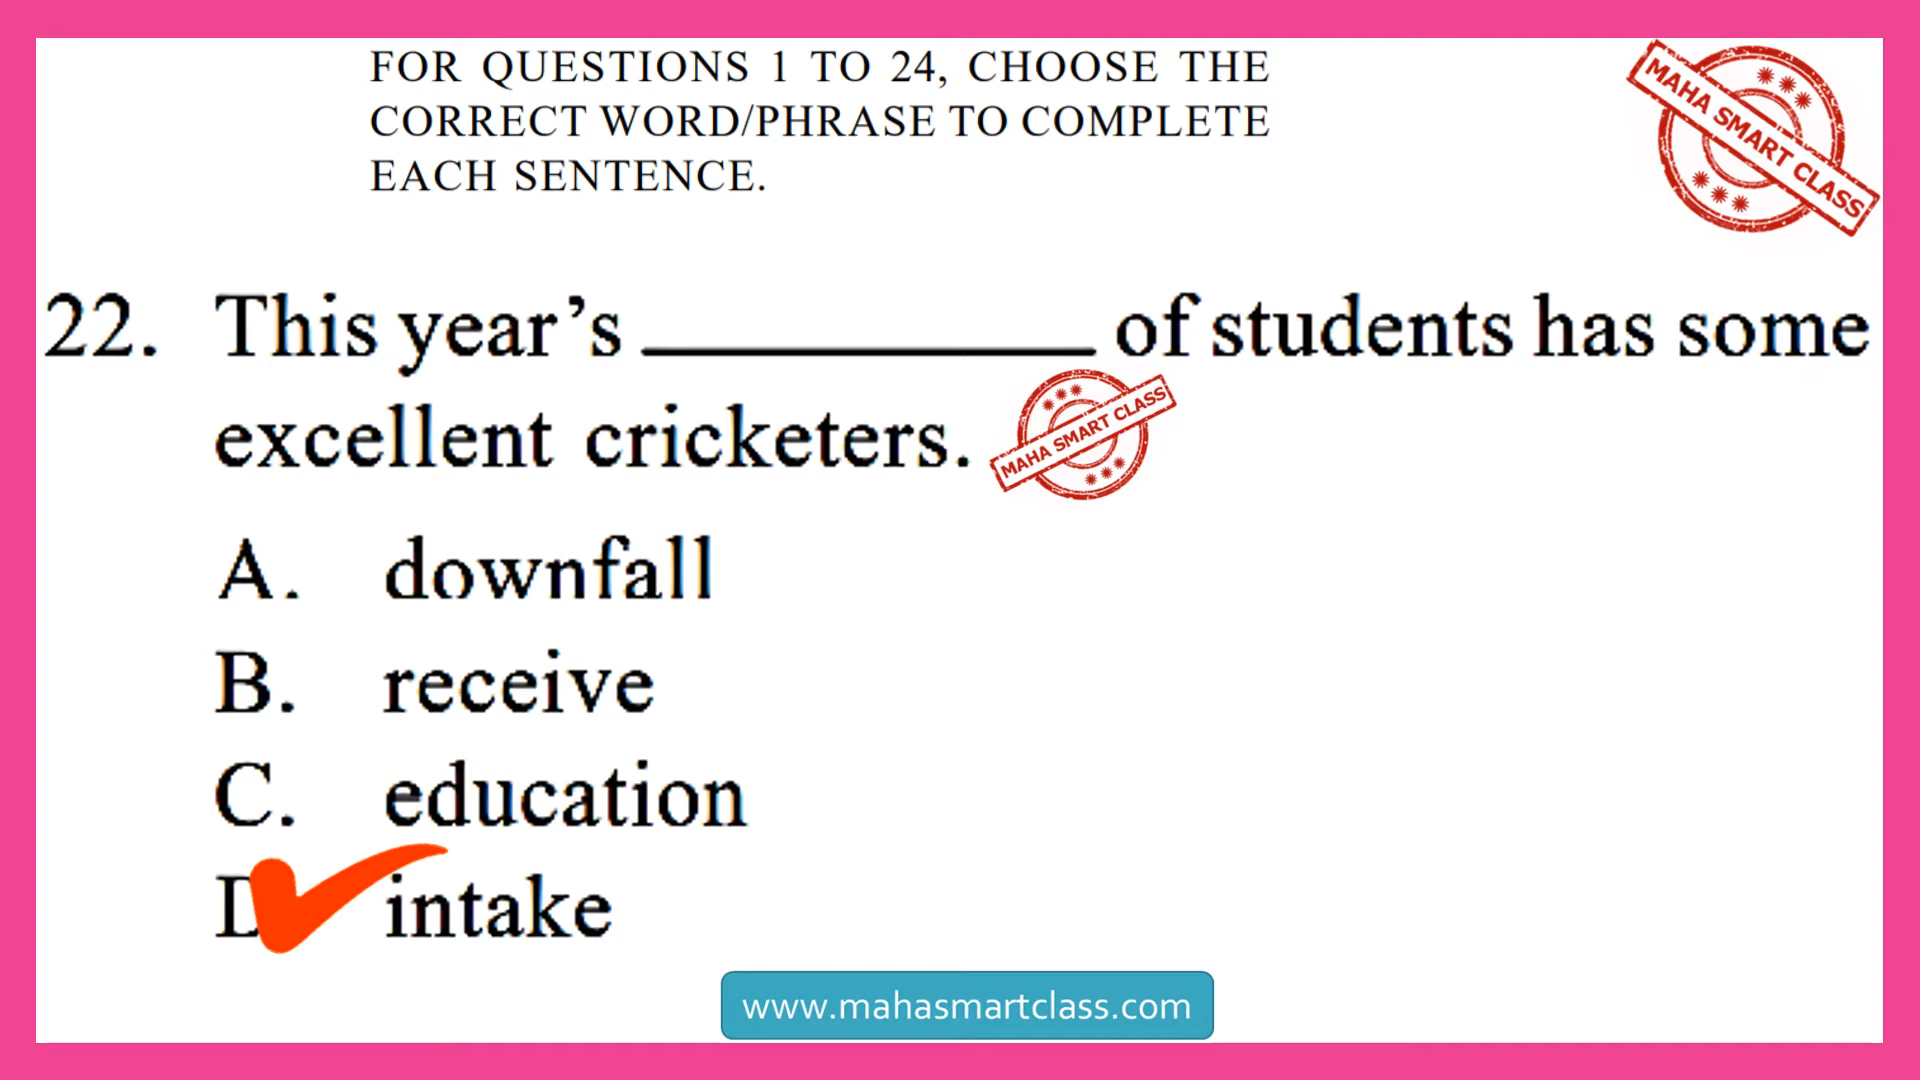 FOR QUESTIONS 1 TO 24, CHOOSE THE
CORRECT WORD/PHRASE TO COMPLETE
EACH SENTENCE.
MAHA SMART CLASS
22. This year’s __________ of students has some
excellent cricketers.
MAHA SMART CLASS
A. downfall
B. receive
C. education
D intake
www.mahasmartclass.com